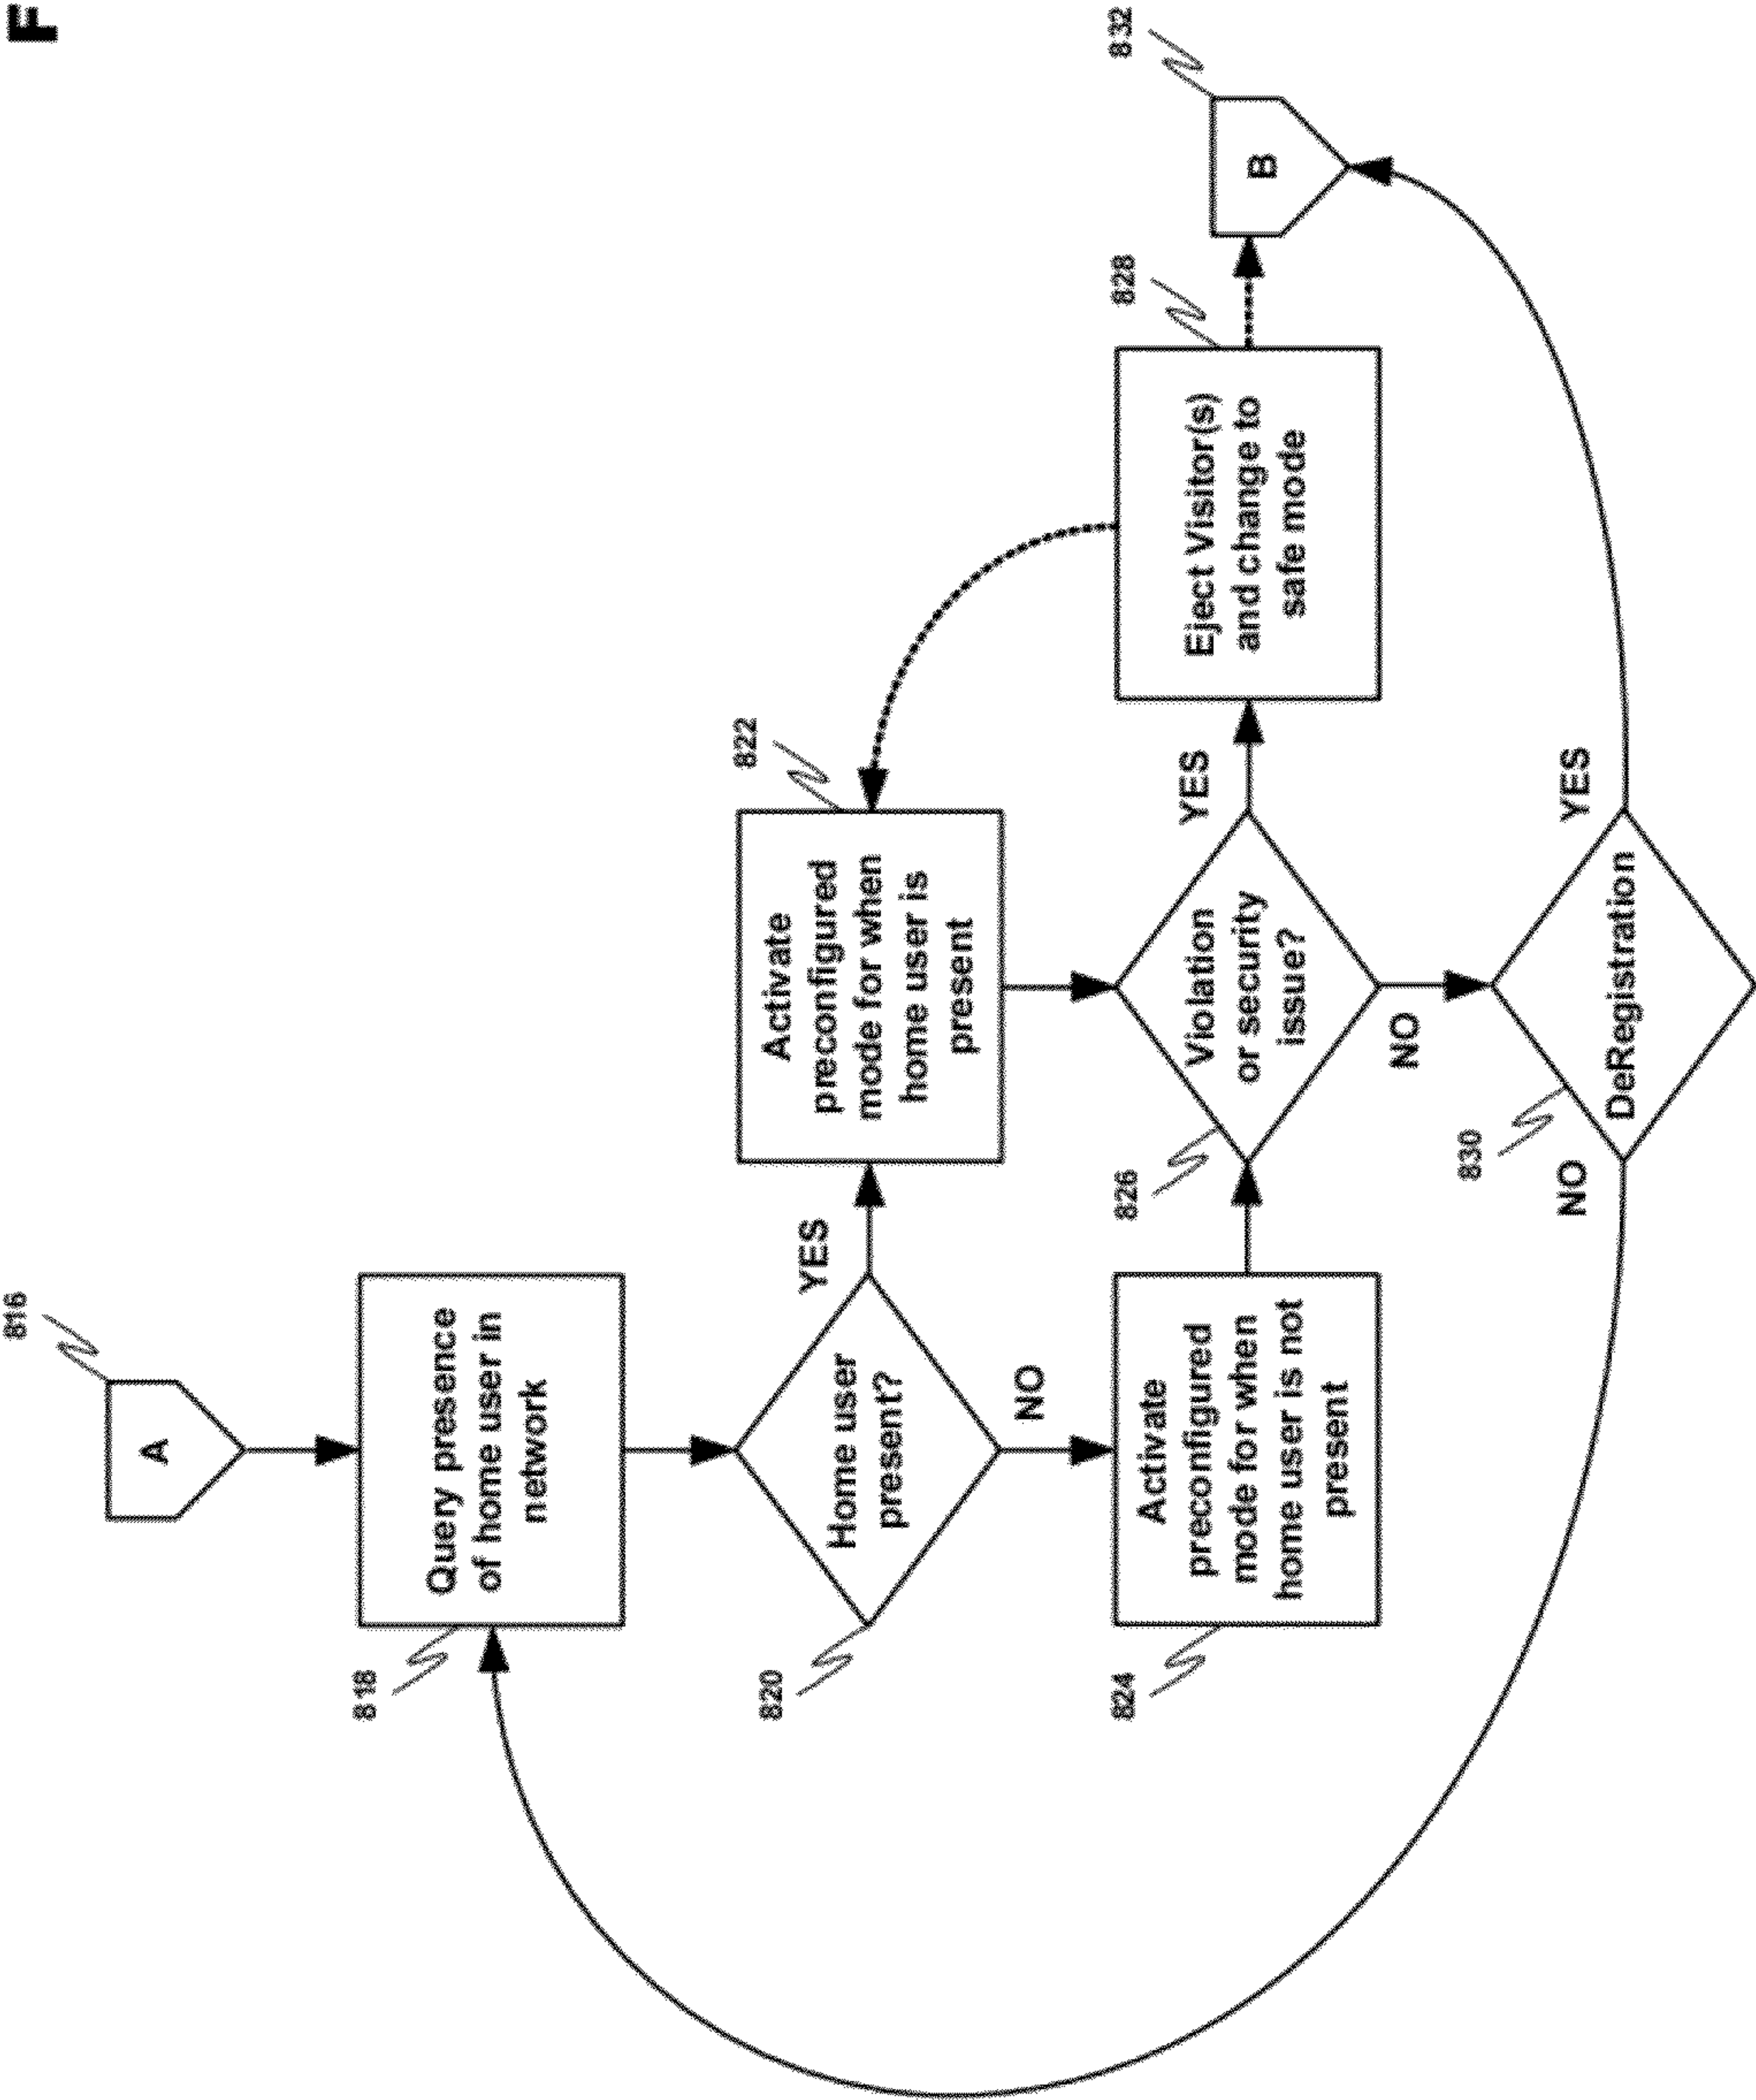 F
816
A
818
Query presence
of home user in
network
820
Home user
present?
YES
NO
822
Activate
preconfigured
mode for when
home user is
present
824
Activate
preconfigured
mode for when
home user is not
present
826
Violation
or security
issue?
YES
NO
828
Eject Visitor(s)
and change to
safe mode
830
DeRegistration
NO
YES
832
B